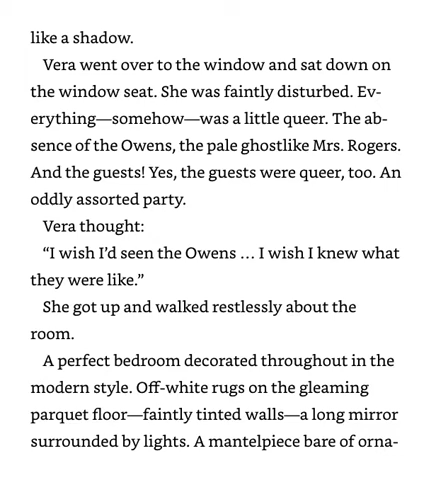 like a shadow.
Vera went over to the window and sat down on
the window seat. She was faintly disturbed. Ev-
erything—somehow—was a little queer. The ab-
sence of the Owens, the pale ghostlike Mrs. Rogers.
And the guests! Yes, the guests were queer, too. An
oddly assorted party.
Vera thought:
“I wish I’d seen the Owens … I wish I knew what
they were like.”
She got up and walked restlessly about the
room.
A perfect bedroom decorated throughout in the
modern style. Off-white rugs on the gleaming
parquet floor—faintly tinted walls—a long mirror
surrounded by lights. A mantelpiece bare of orna-